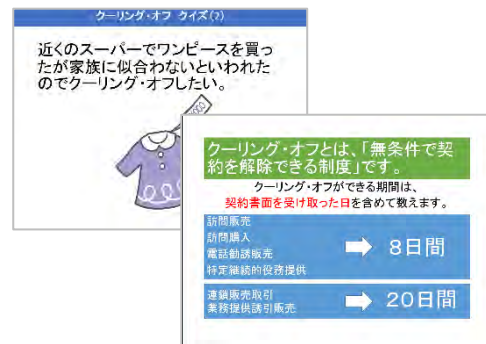 クーリング・オフ クイズ(7)
近くのスーパーでワンピースを買っ
たが家族に似合わないといわれた
のでクーリング・オフしたい。
クーリング・オフとは、「無条件で契
約を解除できる制度」です。
クーリング・オフができる期間は、
契約書面を受け取った日を含めて数えます。
訪問販売
訪問購入
電話勧誘販売
特定継続的役務提供
8日間
連鎖販売取引
業務提供誘引販売
20日間